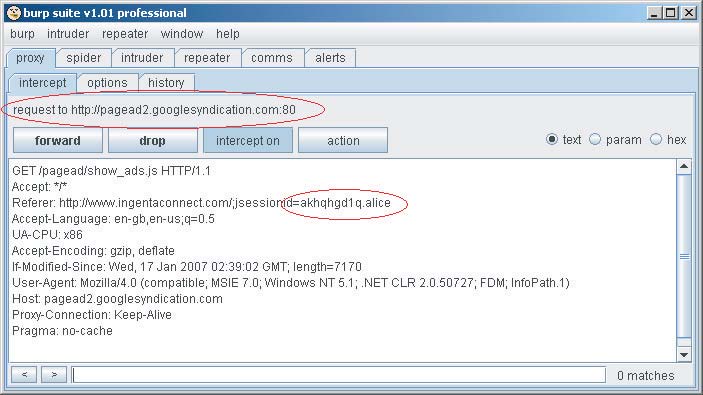 burp suite v1.01 professional
burp intruder repeater window help
proxy spider intruder repeater comms alerts
intercept options history
request to http://pagead2.googlesyndication.com:80
forward drop intercept on action text param hex
GET /pagead/show_ads.js HTTP/1.1
Accept: */*
Referer: http://www.ingentaconnect.com/;jsessionid=akhqhgd1q.alice
Accept-Language: en-gb,en-us;q=0.5
UA-CPU: x86
Accept-Encoding: gzip, deflate
If-Modified-Since: Wed, 17 Jan 2007 02:39:02 GMT; length=7170
User-Agent: Mozilla/4.0 (compatible; MSIE 7.0; Windows NT 5.1; .NET CLR 2.0.50727; FDM; InfoPath.1)
Host: pagead2.googlesyndication.com
Proxy-Connection: Keep-Alive
Pragma: no-cache
< > 0 matches